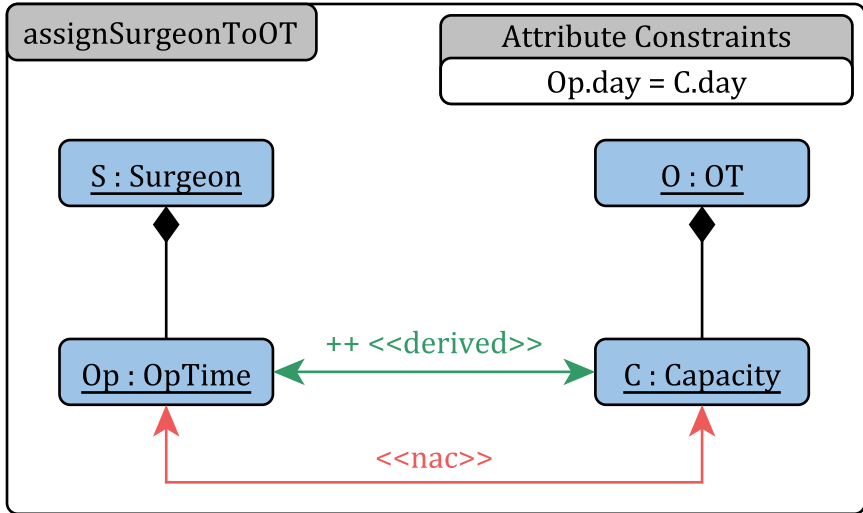 assignSurgeonToOT
Attribute Constraints
Op.day = C.day
S : Surgeon
O : OT
++ <<derived>>
Op : OpTime
C : Capacity
<<nac>>